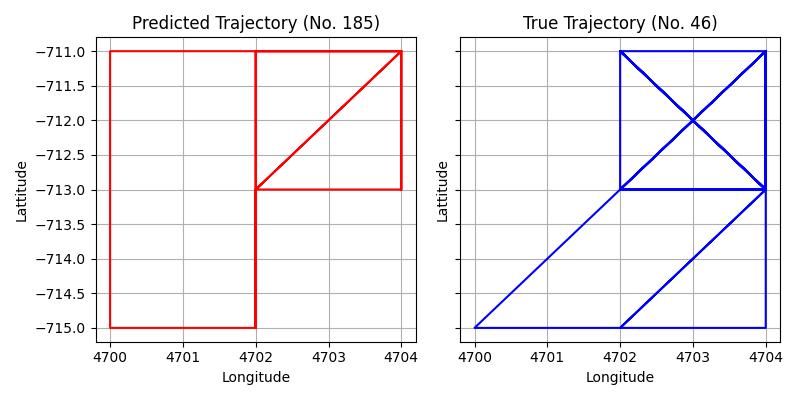 Predicted Trajectory (No. 185)
True Trajectory (No. 46)
−711.0
−711.5
−712.0
−712.5
−713.0
−713.5
−714.0
−714.5
−715.0
Lattitude
Lattitude
4700 4701 4702 4703 4704
4700 4701 4702 4703 4704
Longitude
Longitude